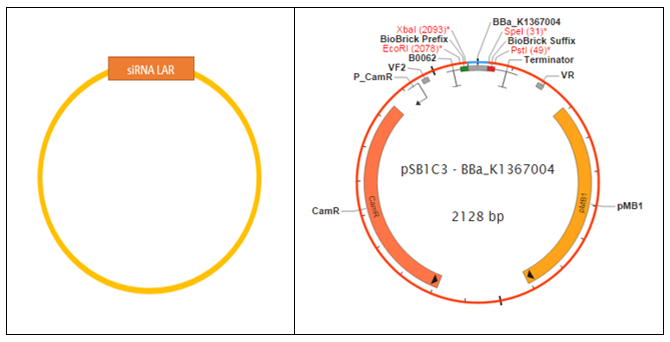 siRNA LAR
BBa_K1367004
XbaI (2093)*
SpeI (31)*
BioBrick Prefix
BioBrick Suffix
EcoRI (2078)*
PstI (49)*
B0062
Terminator
VF2
VR
P_CamR
pSB1C3 - BBa_K1367004
CamR
pMB1
CamR
pMB1
2128 bp